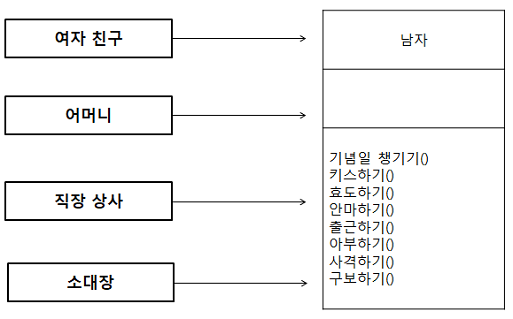 여자 친구
어머니
직장 상사
소대장
남자
기념일 챙기기()
키스하기()
효도하기()
안마하기()
출근하기()
아부하기()
사격하기()
구보하기()